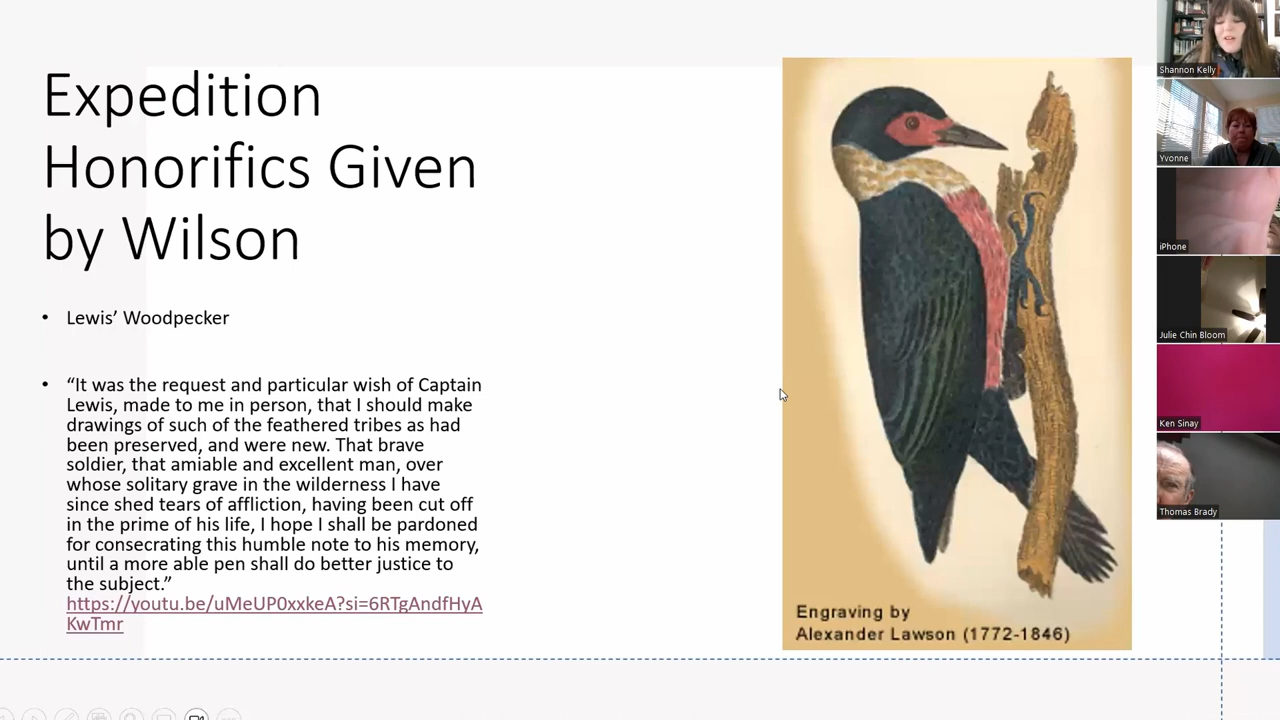 Expedition
Honorifics Given
by Wilson
• Lewis’ Woodpecker
• “It was the request and particular wish of Captain
Lewis, made to me in person, that I should make
drawings of such of the feathered tribes as had
been preserved, and were new. That brave
soldier, that amiable and excellent man, over
whose solitary grave in the wilderness I have
since shed tears of affliction, having been cut off
in the prime of his life, I hope I shall be pardoned
for consecrating this humble note to his memory,
until a more able pen shall do better justice to
the subject.”
https://youtu.be/uMeUP0xxkeA?si=6RTgAndfHyA
KwTmr
Engraving by
Alexander Lawson (1772-1846)
Shannon Kelly
Yvonne
iPhone
Julie Chin Bloom
Ken Sinay
Thomas Brady